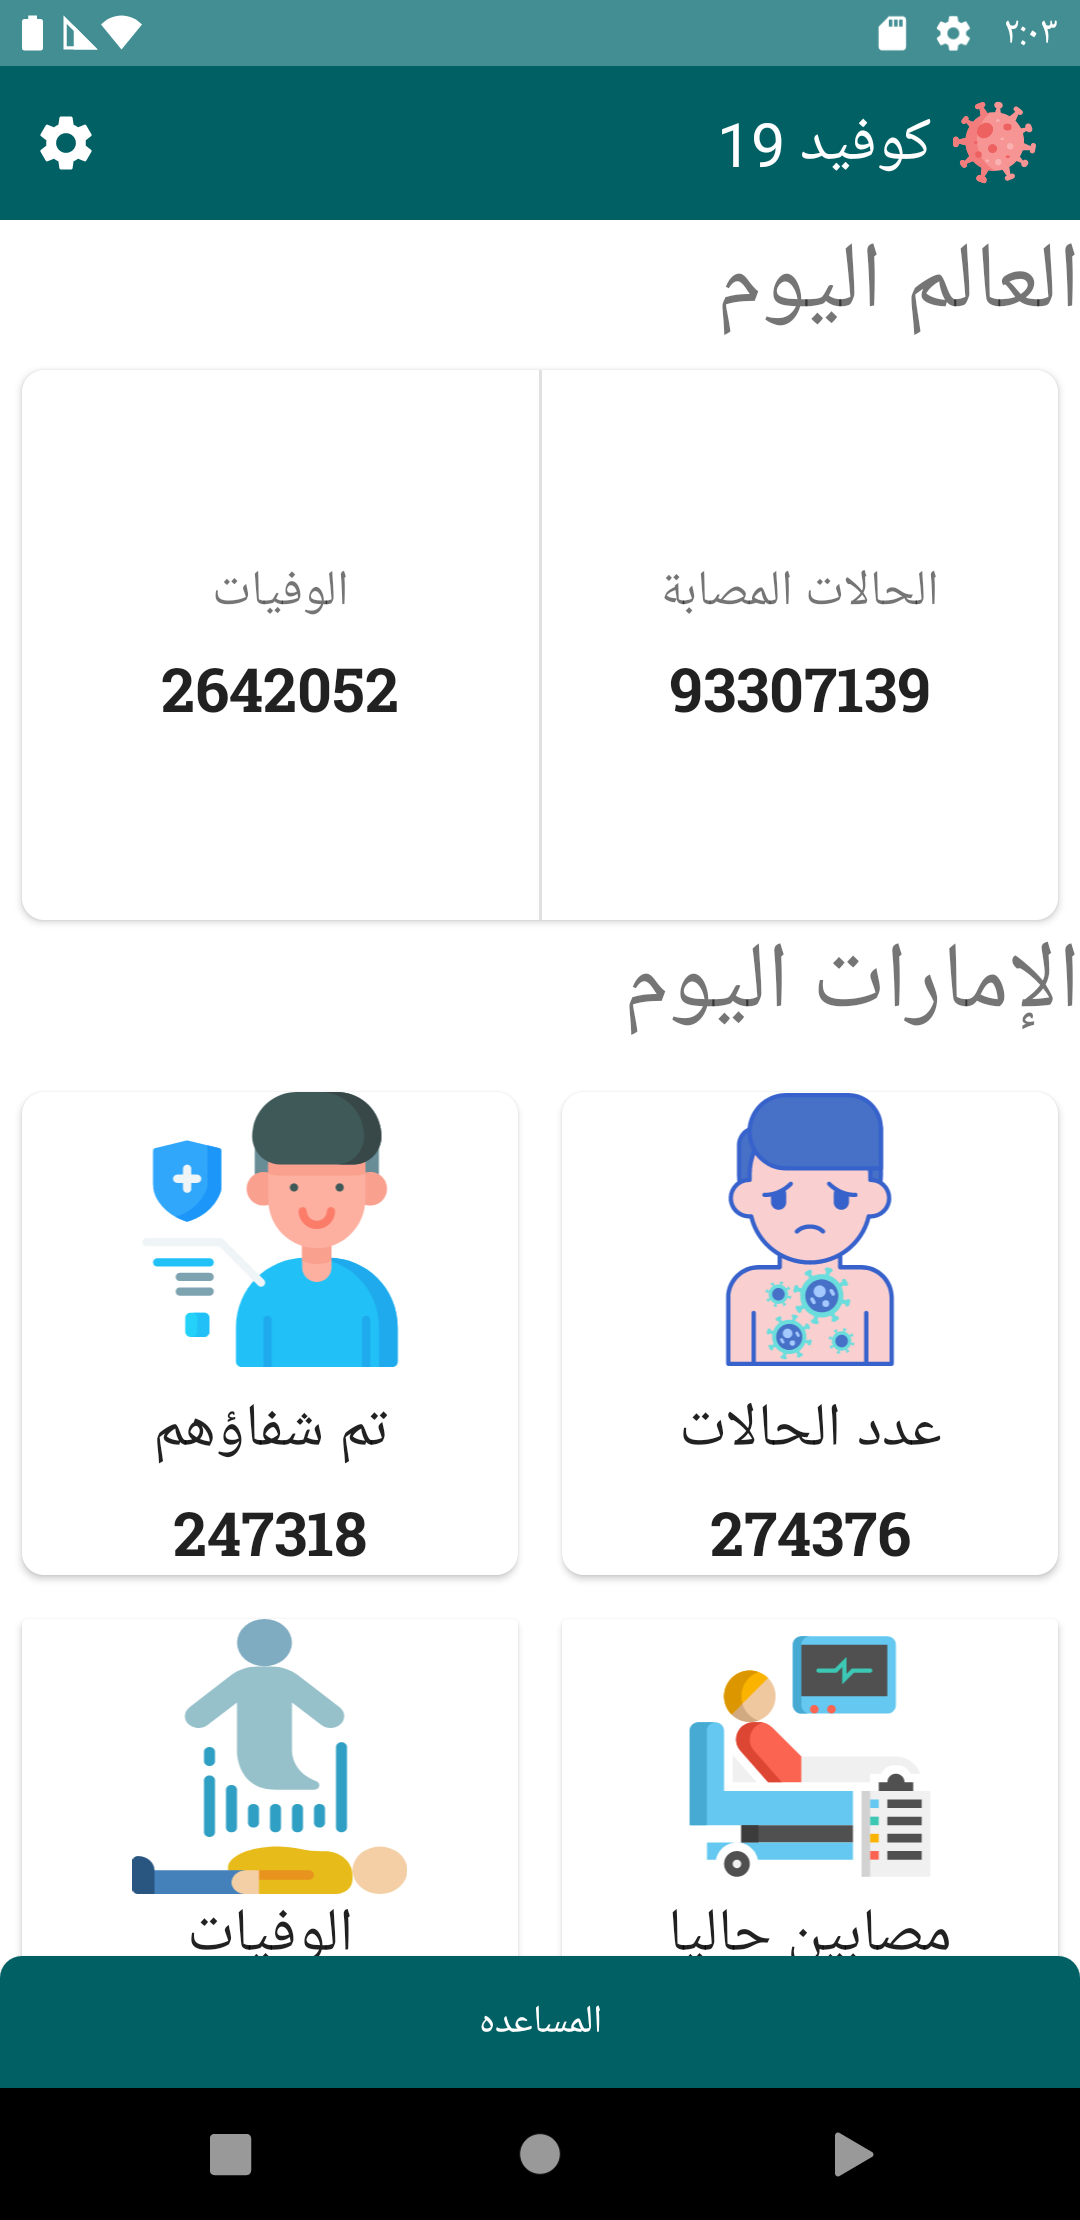 ٢:٠٣
كوفيد 19
العالم اليوم
الحالات المصابة
93307139
الوفيات
2642052
الإمارات اليوم
عدد الحالات
274376
تم شفاؤهم
247318
مصابين حاليا
الوفيات
المساعده